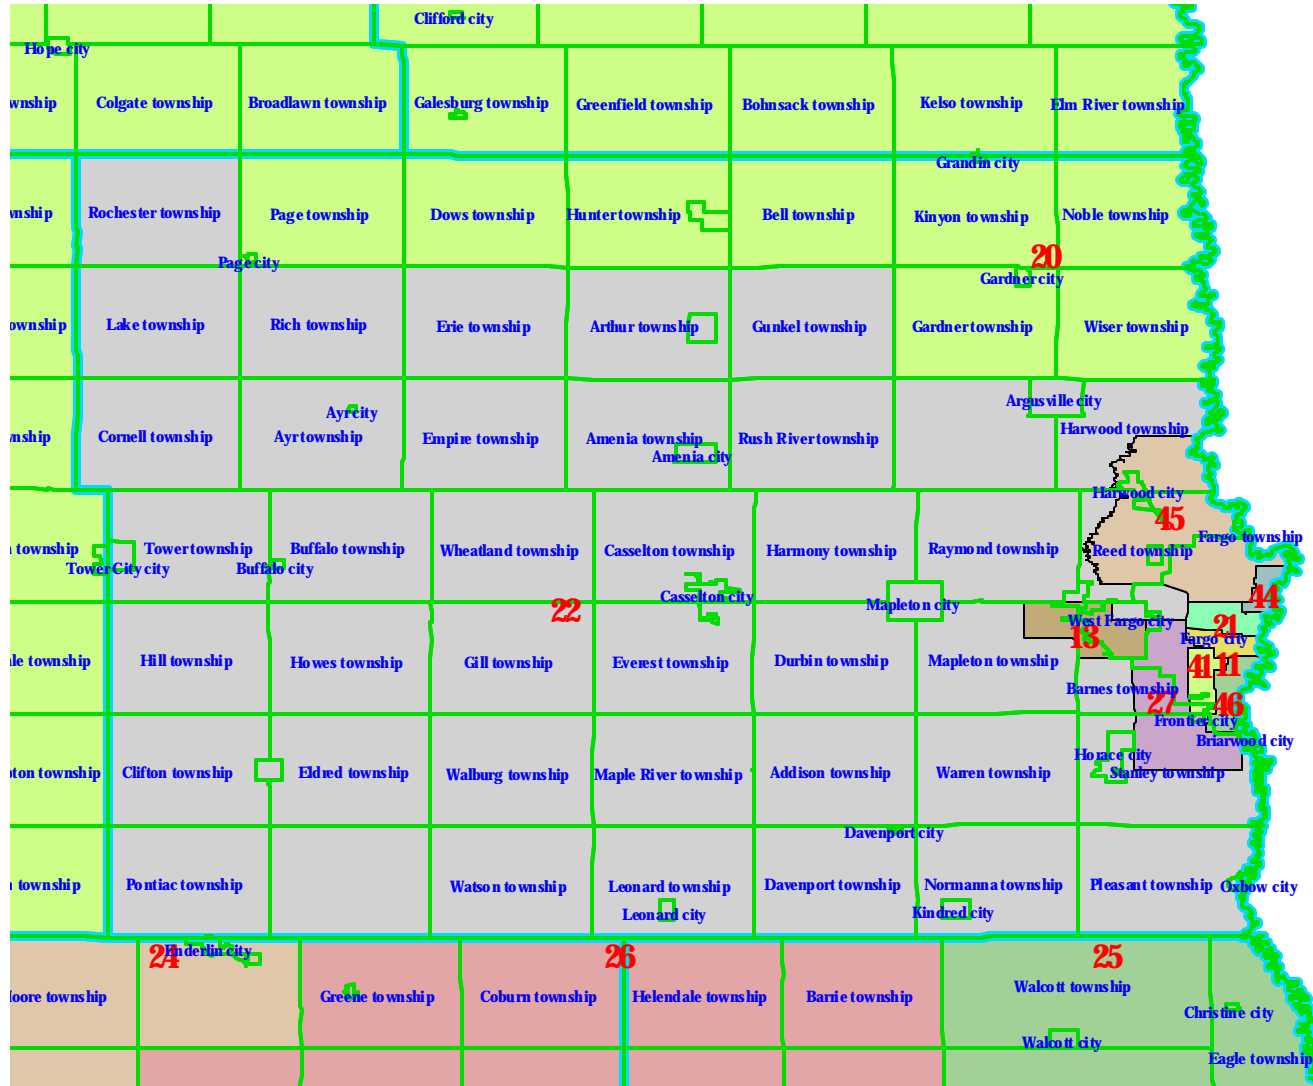 Clifford city
Hope city
wnship
Colgate township
Broadlawn township
Galesburg township
Greenfield township
Bohnsack township
Kelso township
Elm River township
Grandin city
wnship
Rochester township
Page township
Dows township
Hunter township
Bell township
Kinyon township
Noble township
20
Page city
Gardner city
ownship
Lake township
Rich township
Erie township
Arthur township
Gunkel township
Gardner township
Wiser township
Argusville city
Ayr city
Harwood township
wnship
Cornell township
Ayr township
Empire township
Amenia township
Rush River township
Amenia city
Harwood city
45
Fargo township
township
Tower township
Buffalo township
Wheatland township
Casselton township
Harmony township
Raymond township
Reed township
Tower City city
Buffalo city
Casselton city
Mapleton city
44
22
West Fargo city
21
13
Fargo city
le township
Hill township
Howes township
Gill township
Everest township
Durbin township
Mapleton township
41
11
Barnes township
27
46
Frontier city
Briarwood city
Horace city
ton township
Clifton township
Eldred township
Walburg township
Maple River township
Addison township
Warren township
Stanley township
Davenport city
township
Pontiac township
Watson township
Leonard township
Davenport township
Normanna township
Pleasant township
Oxbow city
Leonard city
Kindred city
24
Enderlin city
26
25
oore township
Greene township
Coburn township
Helendale township
Barrie township
Walcott township
Christine city
Walcott city
Eagle township